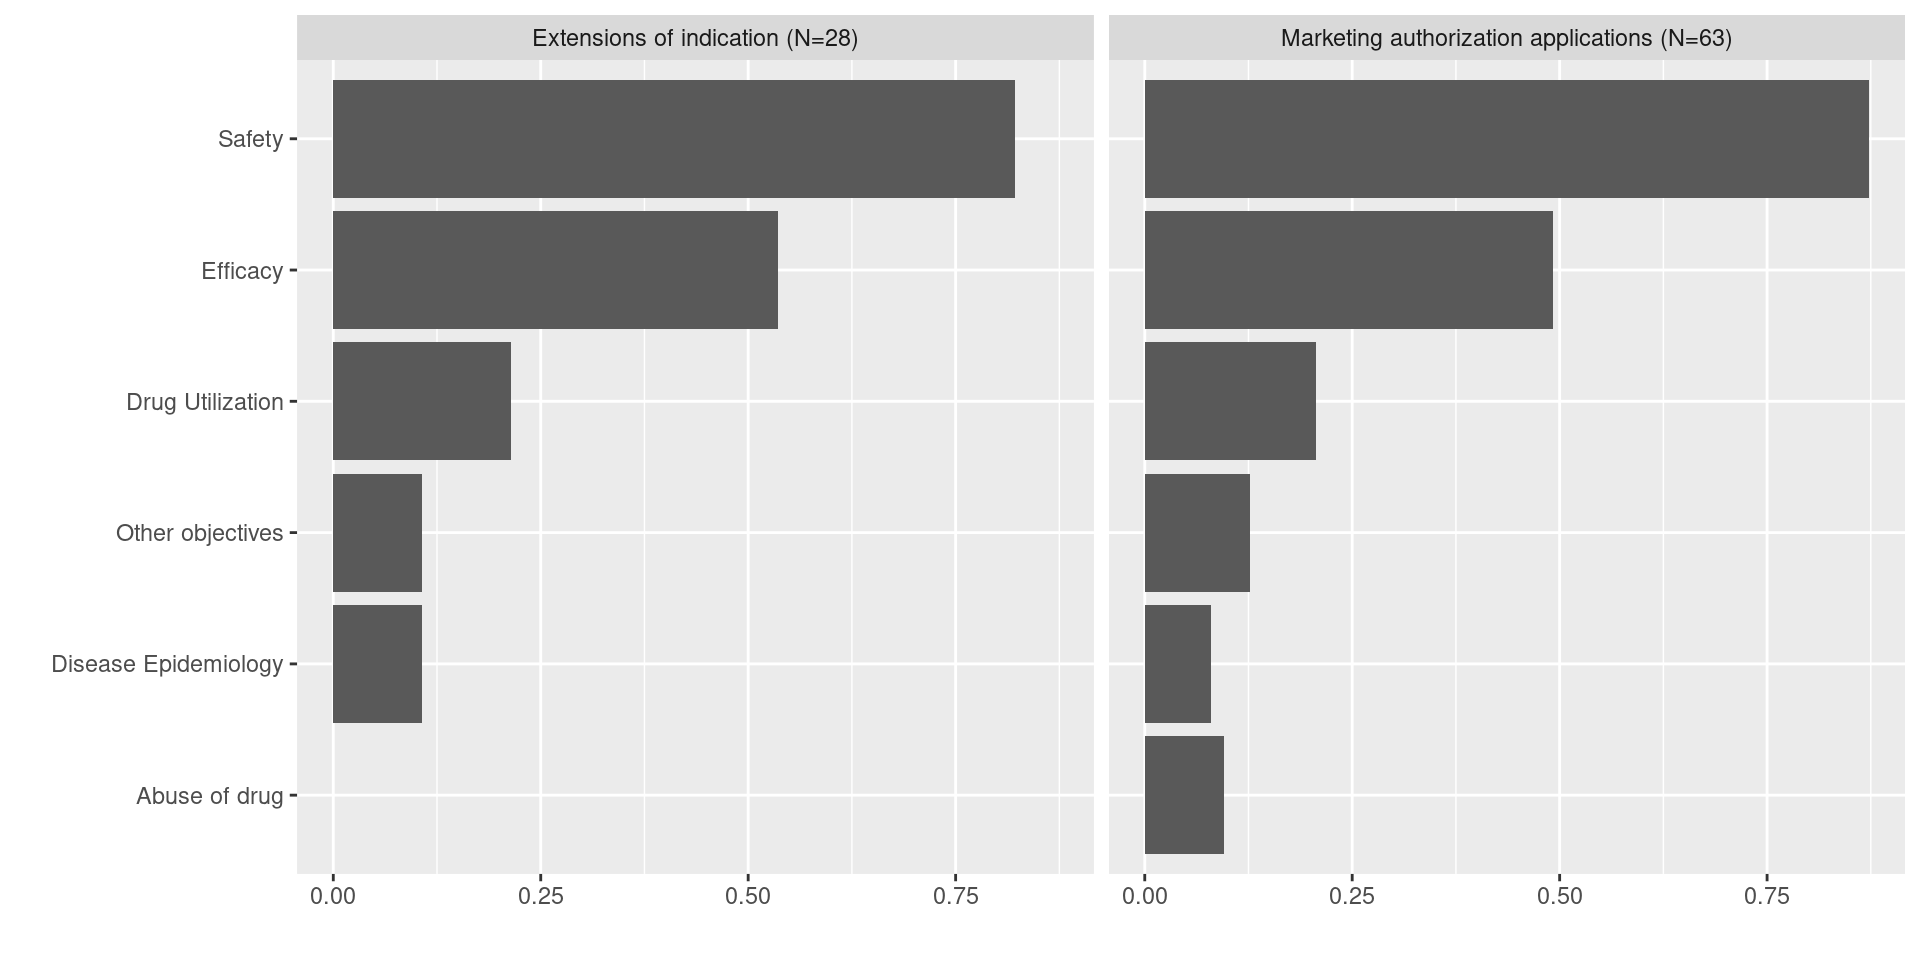 Extensions of indication (N=28)
Marketing authorization applications (N=63)
Safety
Efficacy
Drug Utilization
Other objectives
Disease Epidemiology
Abuse of drug
0.00 0.25 0.50 0.75
0.00 0.25 0.50 0.75